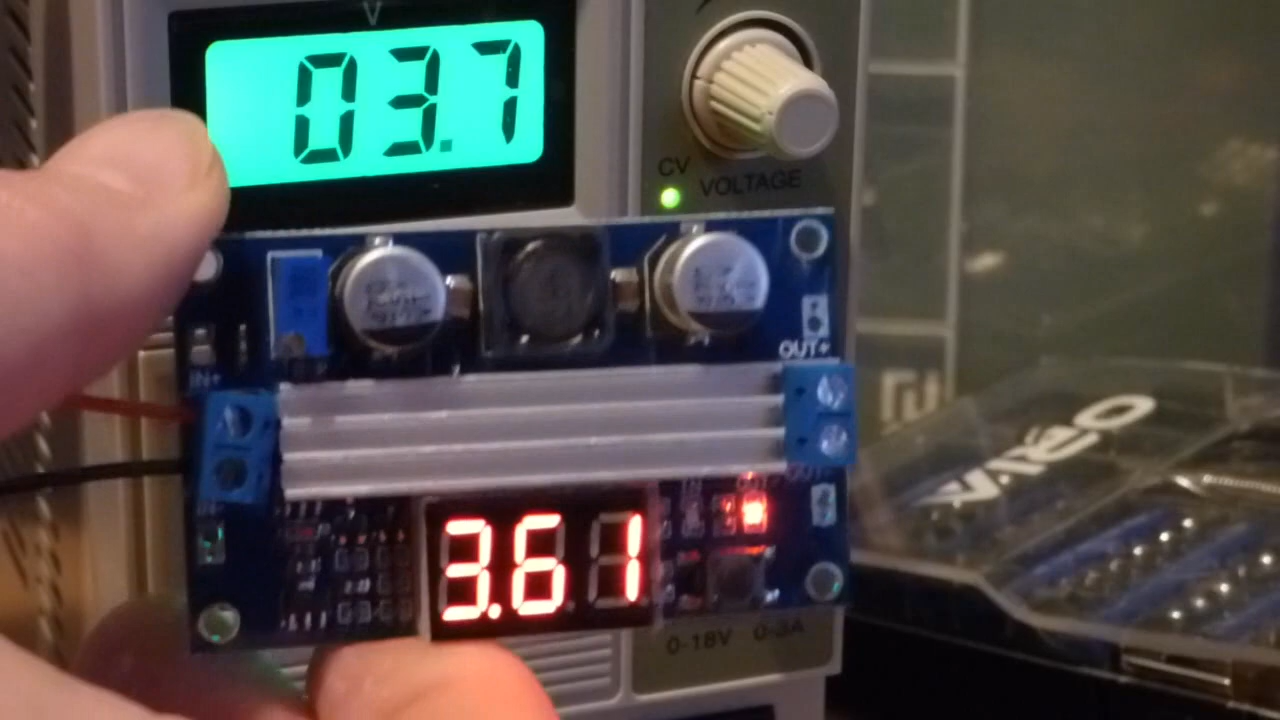 V
03.7
CV
VOLTAGE
OUT+
IN+
3.61
0-18V 0-3A